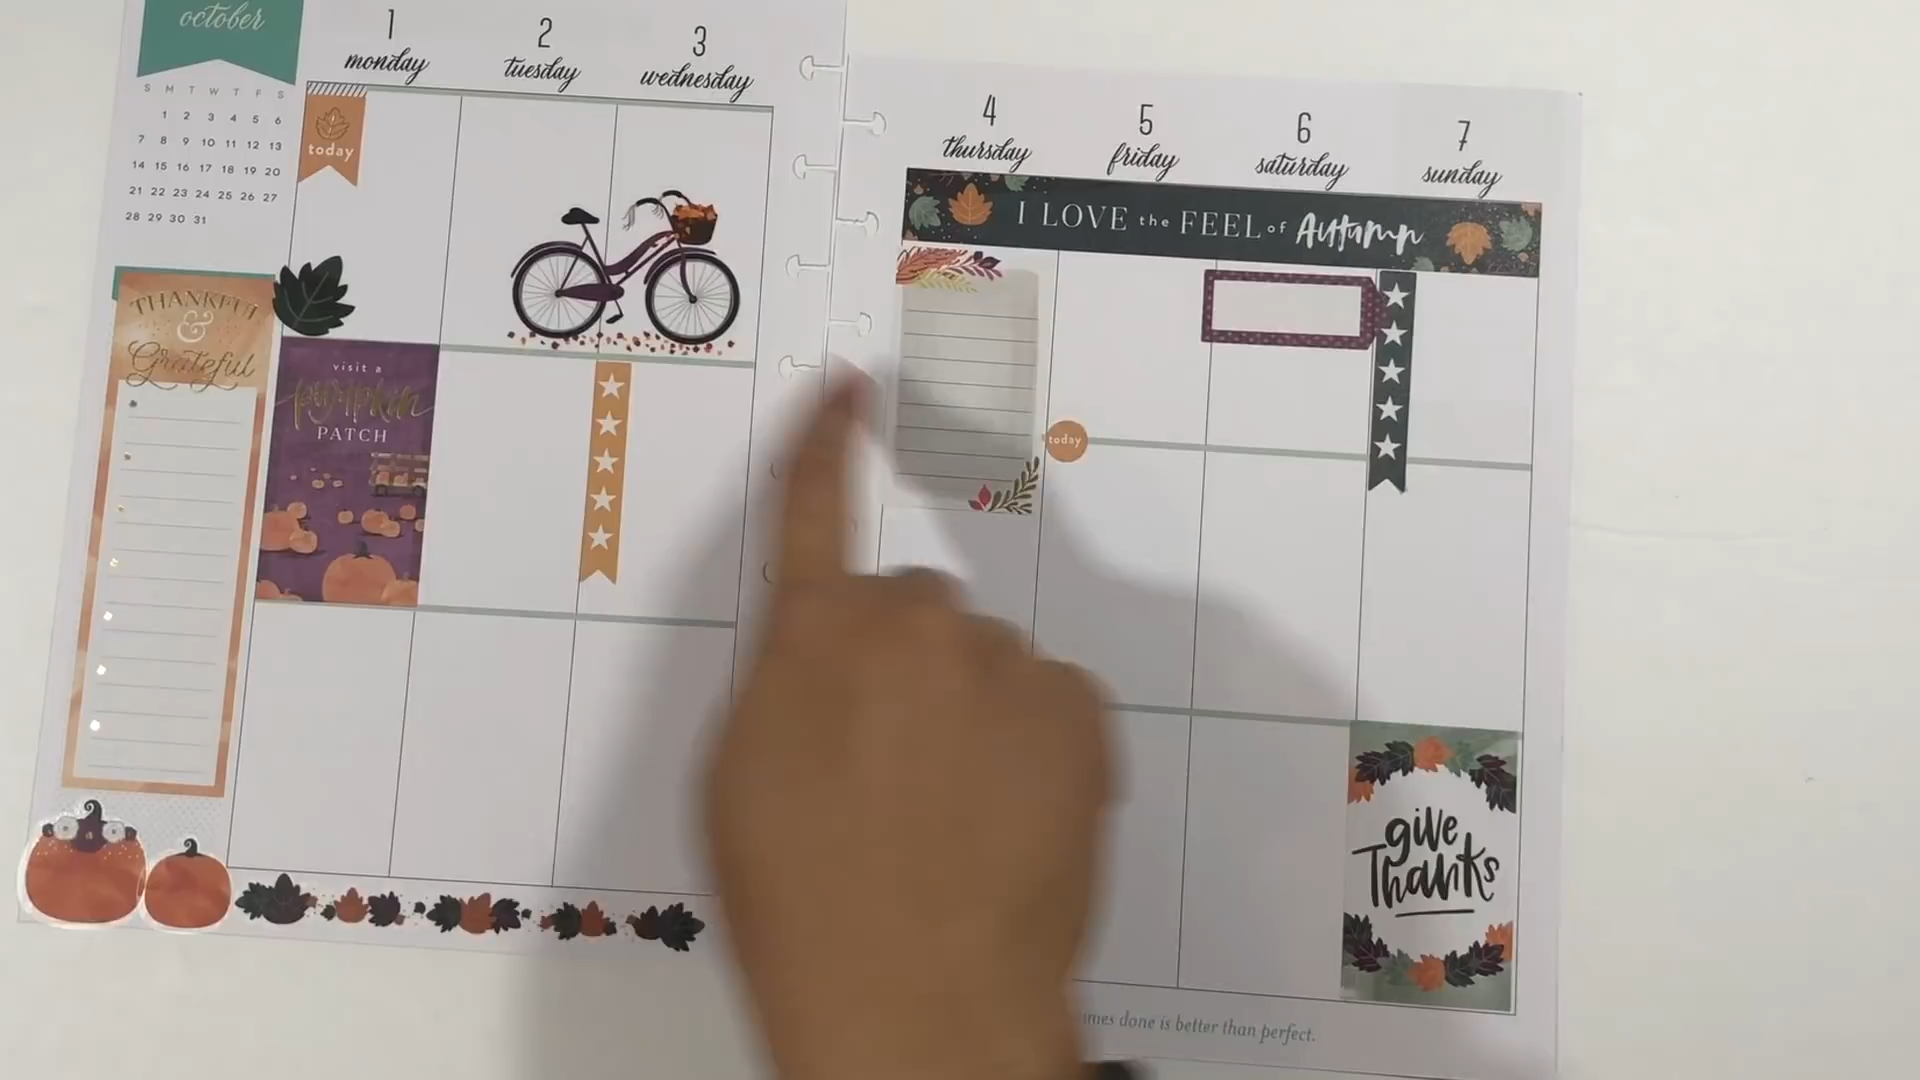 october
S M T W T F S
1 2 3 4 5 6
7 8 9 10 11 12 13
14 15 16 17 18 19 20
21 22 23 24 25 26 27
28 29 30 31
1
monday
2
tuesday
3
wednesday
today
THANKFUL
&
Grateful
visit a
pumpkin
PATCH
4
thursday
5
friday
6
saturday
7
sunday
I LOVE the FEEL of Autumn
today
give
Thanks
done is better than perfect.